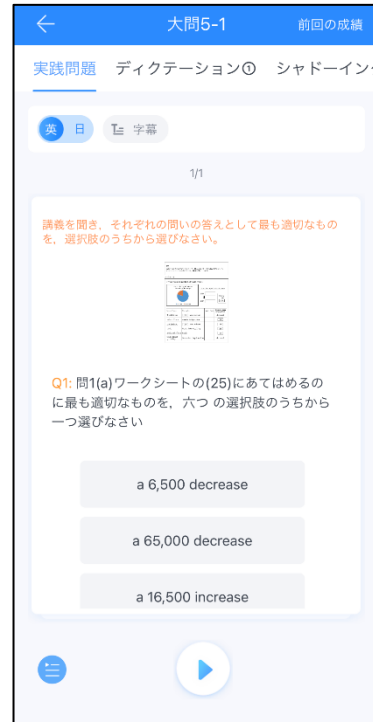 大問5-1
前回の成績
実践問題 ディクテーション① シャドーイン
英 日 字幕
1/1
講義を聞き，それぞれの問いの答えとして最も適切なもの
を，選択肢のうちから選びなさい。
Q1: 問1(a)ワークシートの(25)にあてはめるの
に最も適切なものを，六つ の選択肢のうちから
一つ選びなさい
a 6,500 decrease
a 65,000 decrease
a 16,500 increase